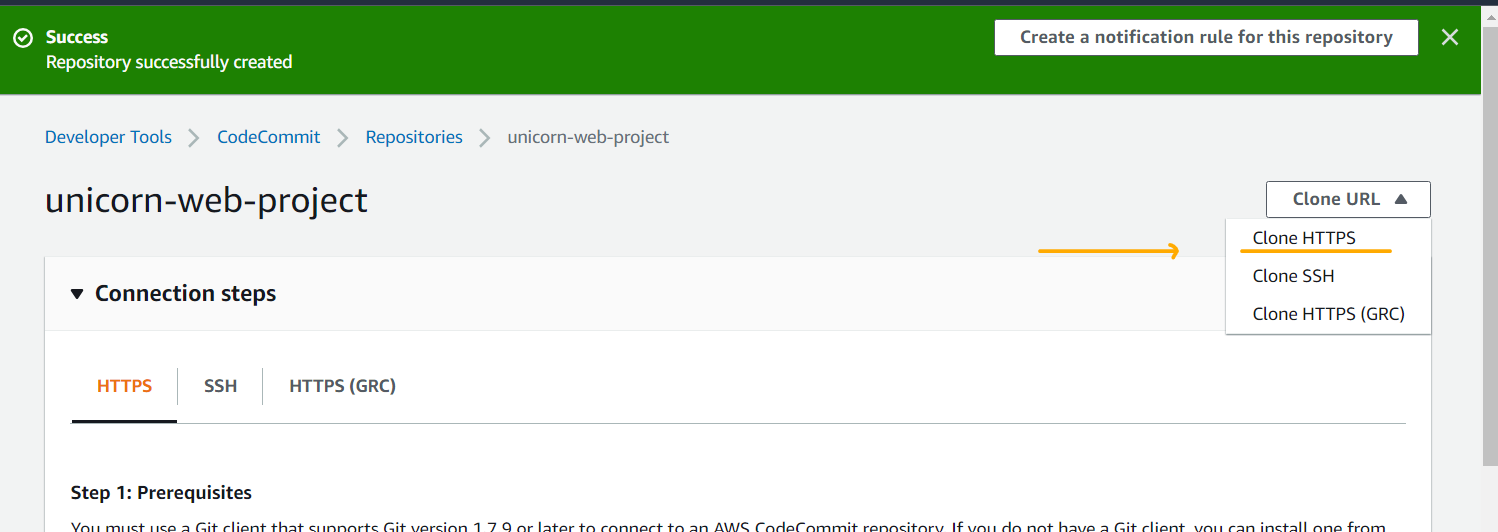 Success
Repository successfully created
Create a notification rule for this repository
Developer Tools
CodeCommit
Repositories
unicorn-web-project
unicorn-web-project
Clone URL
Clone HTTPS
Clone SSH
Clone HTTPS (GRC)
Connection steps
HTTPS
SSH
HTTPS (GRC)
Step 1: Prerequisites
You must use a Git client that supports Git version 1.7.9 or later to connect to an AWS CodeCommit repository. If you do not have a Git client, you can install one from